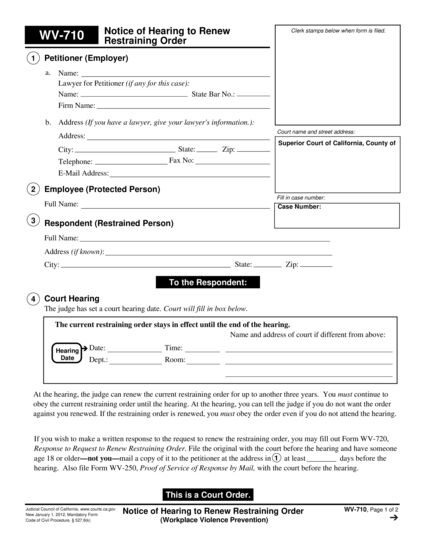 WV-710
Notice of Hearing to Renew
Restraining Order
Clerk stamps below when form is filed.
1 Petitioner (Employer)
a. Name:
Lawyer for Petitioner (if any for this case):
Name: State Bar No.:
Firm Name:
b. Address (If you have a lawyer, give your lawyer's information.):
Address:
City: State: Zip:
Telephone: Fax No:
E-Mail Address:
Court name and street address:
Superior Court of California, County of
2 Employee (Protected Person)
Full Name:
Fill in case number:
Case Number:
3 Respondent (Restrained Person)
Full Name:
Address (if known):
City: State: Zip:
To the Respondent:
4 Court Hearing
The judge has set a court hearing date. Court will fill in box below.
The current restraining order stays in effect until the end of the hearing.
Name and address of court if different from above:
Hearing Date ➔ Date: Time:
Dept.: Room:
At the hearing, the judge can renew the current restraining order for up to another three years. You must continue to
obey the current restraining order until the hearing. At the hearing, you can tell the judge if you do not want the order
against you renewed. If the restraining order is renewed, you must obey the order even if you do not attend the hearing.
If you wish to make a written response to the request to renew the restraining order, you may fill out Form WV-720,
Response to Request to Renew Restraining Order. File the original with the court before the hearing and have someone
age 18 or older—not you—mail a copy of it to the petitioner at the address in 1 at least ________ days before the
hearing. Also file Form WV-250, Proof of Service of Response by Mail, with the court before the hearing.
This is a Court Order.
Judicial Council of California, www.courts.ca.gov
New January 1, 2012, Mandatory Form
Code of Civil Procedure, § 527.8(e)
Notice of Hearing to Renew Restraining Order
(Workplace Violence Prevention)
WV-710, Page 1 of 2
➔